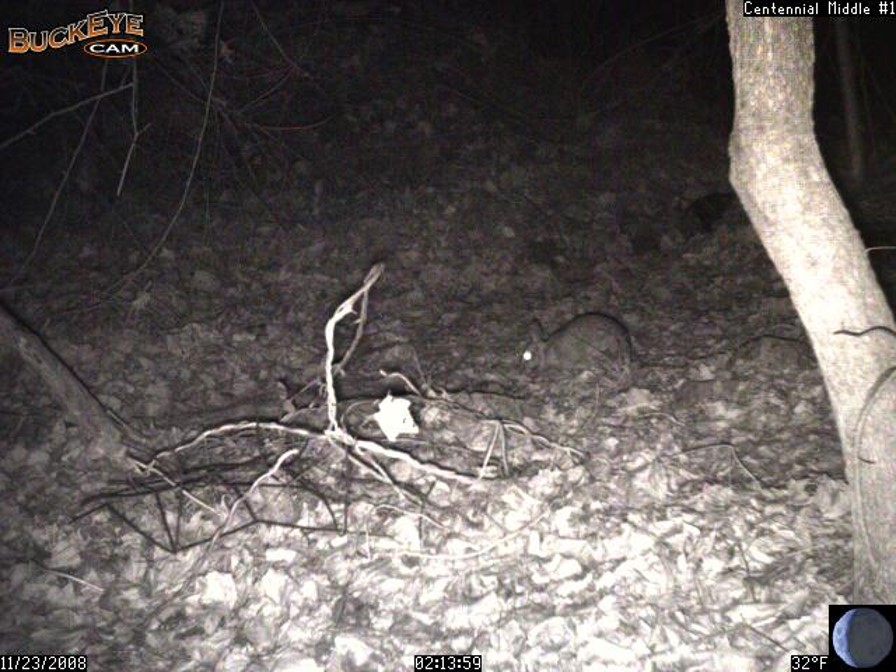 BUCKEYE
CAM
Centennial Middle #1
11/23/2008
02:13:59
32°F